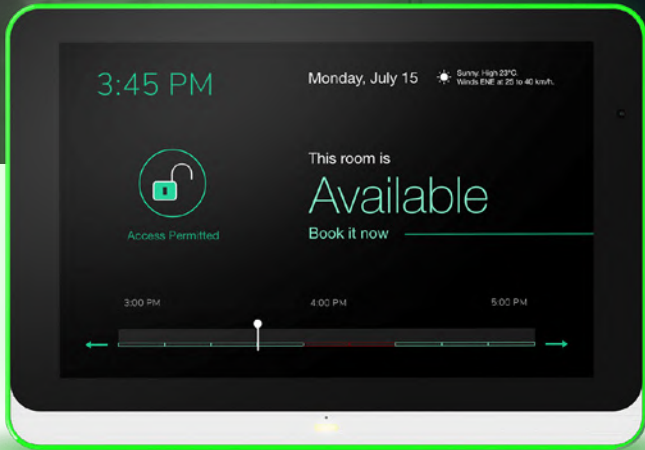 3:45 PM
Monday, July 15
Sunny. High 23°C.
Winds ENE at 25 to 40 km/h.
This room is
Available
Access Permitted
Book it now
3:00 PM
4:00 PM
5:00 PM